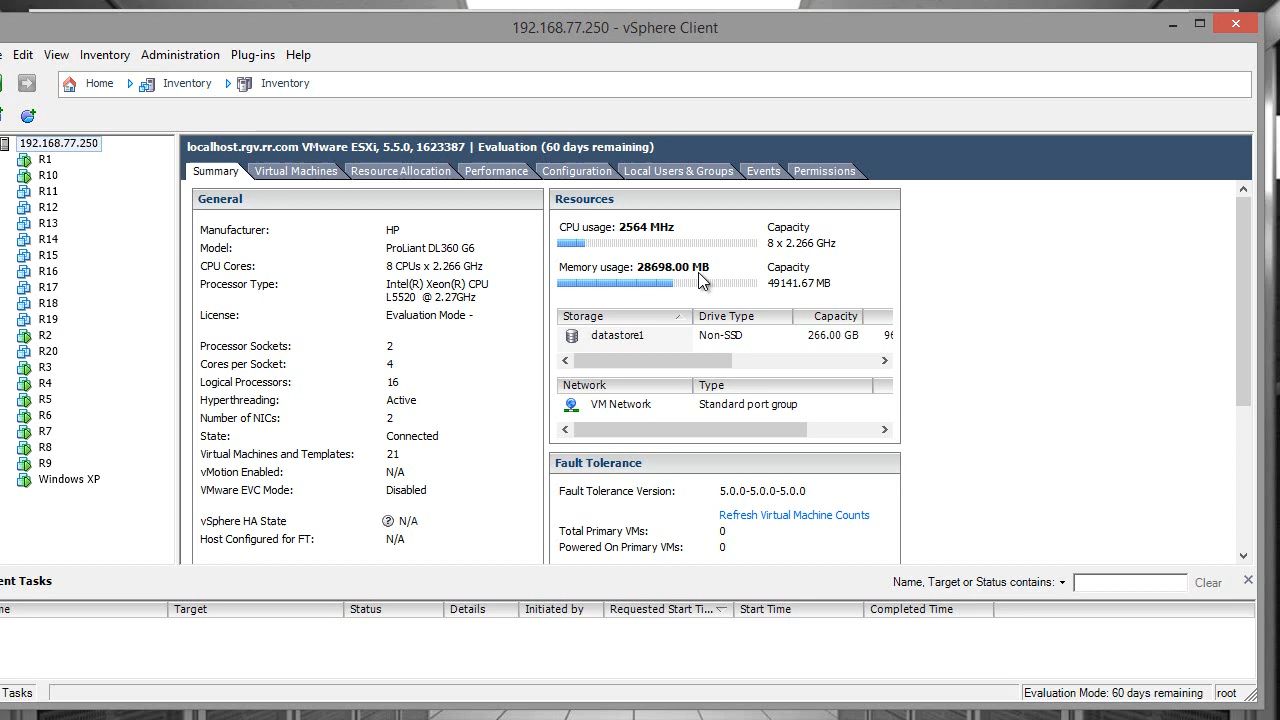 192.168.77.250 - vSphere Client
Edit View Inventory Administration Plug-ins Help
Home Inventory Inventory
192.168.77.250
R1
R10
R11
R12
R13
R14
R15
R16
R17
R18
R19
R2
R20
R3
R4
R5
R6
R7
R8
R9
Windows XP
localhost.rgv.rr.com VMware ESXi, 5.5.0, 1623387 | Evaluation (60 days remaining)
Summary Virtual Machines Resource Allocation Performance Configuration Local Users & Groups Events Permissions
General
Manufacturer: HP
Model: ProLiant DL360 G6
CPU Cores: 8 CPUs x 2.266 GHz
Processor Type: Intel(R) Xeon(R) CPU
L5520 @ 2.27GHz
License: Evaluation Mode -
Processor Sockets: 2
Cores per Socket: 4
Logical Processors: 16
Hyperthreading: Active
Number of NICs: 2
State: Connected
Virtual Machines and Templates: 21
vMotion Enabled: N/A
VMware EVC Mode: Disabled
vSphere HA State N/A
Host Configured for FT: N/A
Resources
CPU usage: 2564 MHz Capacity
8 x 2.266 GHz
Memory usage: 28698.00 MB Capacity
49141.67 MB
Storage Drive Type Capacity
datastore1 Non-SSD 266.00 GB
Network Type
VM Network Standard port group
Fault Tolerance
Fault Tolerance Version: 5.0.0-5.0.0-5.0.0
Refresh Virtual Machine Counts
Total Primary VMs: 0
Powered On Primary VMs: 0
ent Tasks Name, Target or Status contains: Clear
me Target Status Details Initiated by Requested Start Ti... Start Time Completed Time
Tasks Evaluation Mode: 60 days remaining root